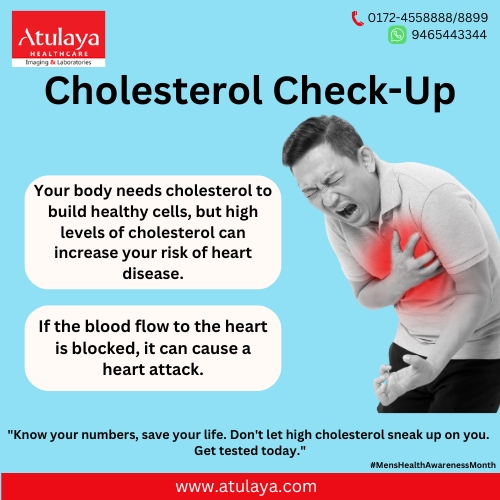 Atulaya
HEALTHCARE
Imaging & Laboratories
0172-4558888/8899
9465443344
Cholesterol Check-Up
Your body needs cholesterol to
build healthy cells, but high
levels of cholesterol can
increase your risk of heart
disease.
If the blood flow to the heart
is blocked, it can cause a
heart attack.
"Know your numbers, save your life. Don't let high cholesterol sneak up on you.
Get tested today."
#MensHealthAwarenessMonth
www.atulaya.com